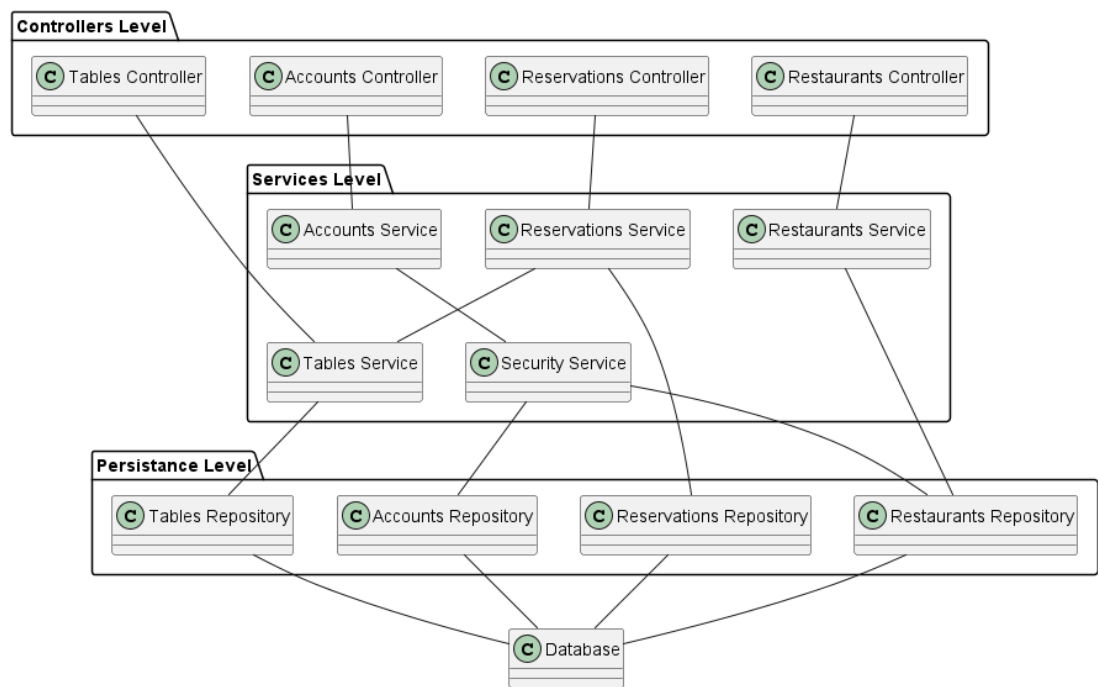 Controllers Level
C Tables Controller
C Accounts Controller
C Reservations Controller
C Restaurants Controller
Services Level
C Accounts Service
C Reservations Service
C Restaurants Service
C Tables Service
C Security Service
Persistance Level
C Tables Repository
C Accounts Repository
C Reservations Repository
C Restaurants Repository
C Database